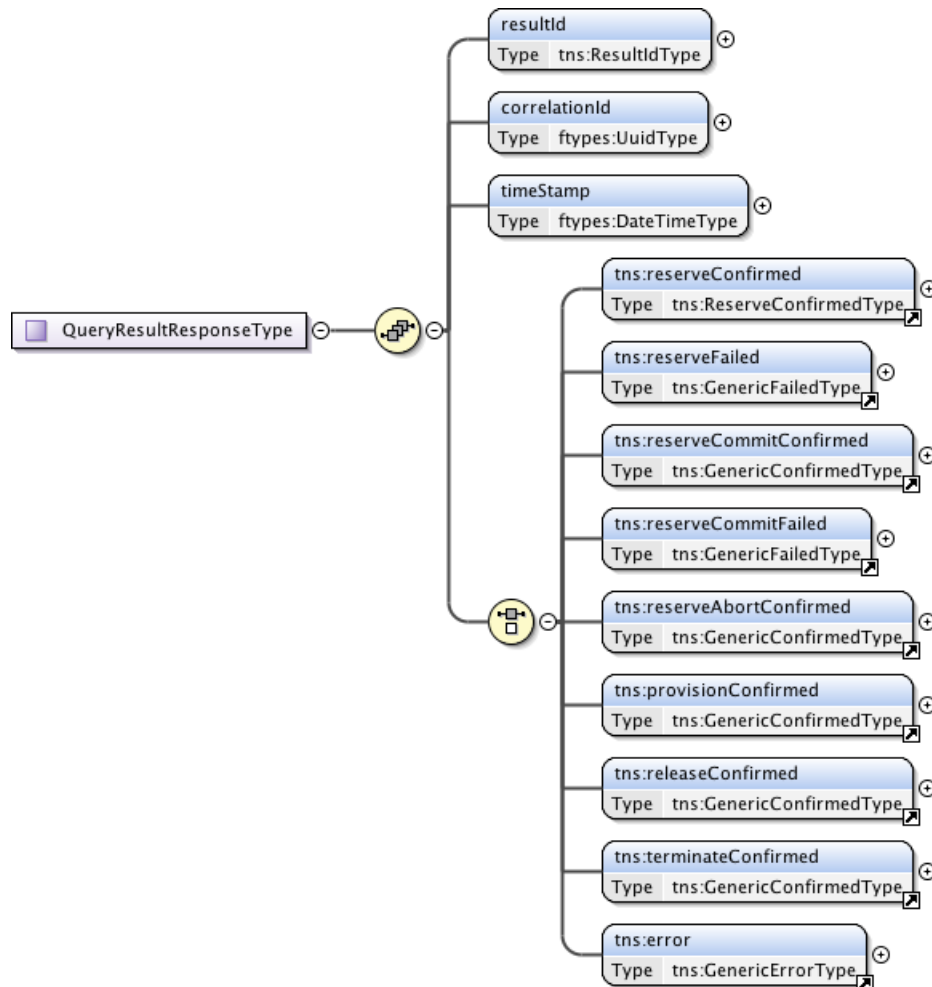 resultId
Type tns:ResultIdType
correlationId
Type ftypes:UuidType
timeStamp
Type ftypes:DateTimeType
QueryResultResponseType
tns:reserveConfirmed
Type tns:ReserveConfirmedType
tns:reserveFailed
Type tns:GenericFailedType
tns:reserveCommitConfirmed
Type tns:GenericConfirmedType
tns:reserveCommitFailed
Type tns:GenericFailedType
tns:reserveAbortConfirmed
Type tns:GenericConfirmedType
tns:provisionConfirmed
Type tns:GenericConfirmedType
tns:releaseConfirmed
Type tns:GenericConfirmedType
tns:terminateConfirmed
Type tns:GenericConfirmedType
tns:error
Type tns:GenericErrorType